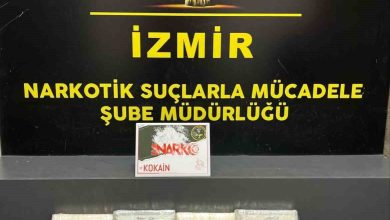 İZMİR
NARKOTİK SUÇLARLA MÜCADELE
ŞUBE MÜDÜRLÜĞÜ
NARKO
KOKAİN